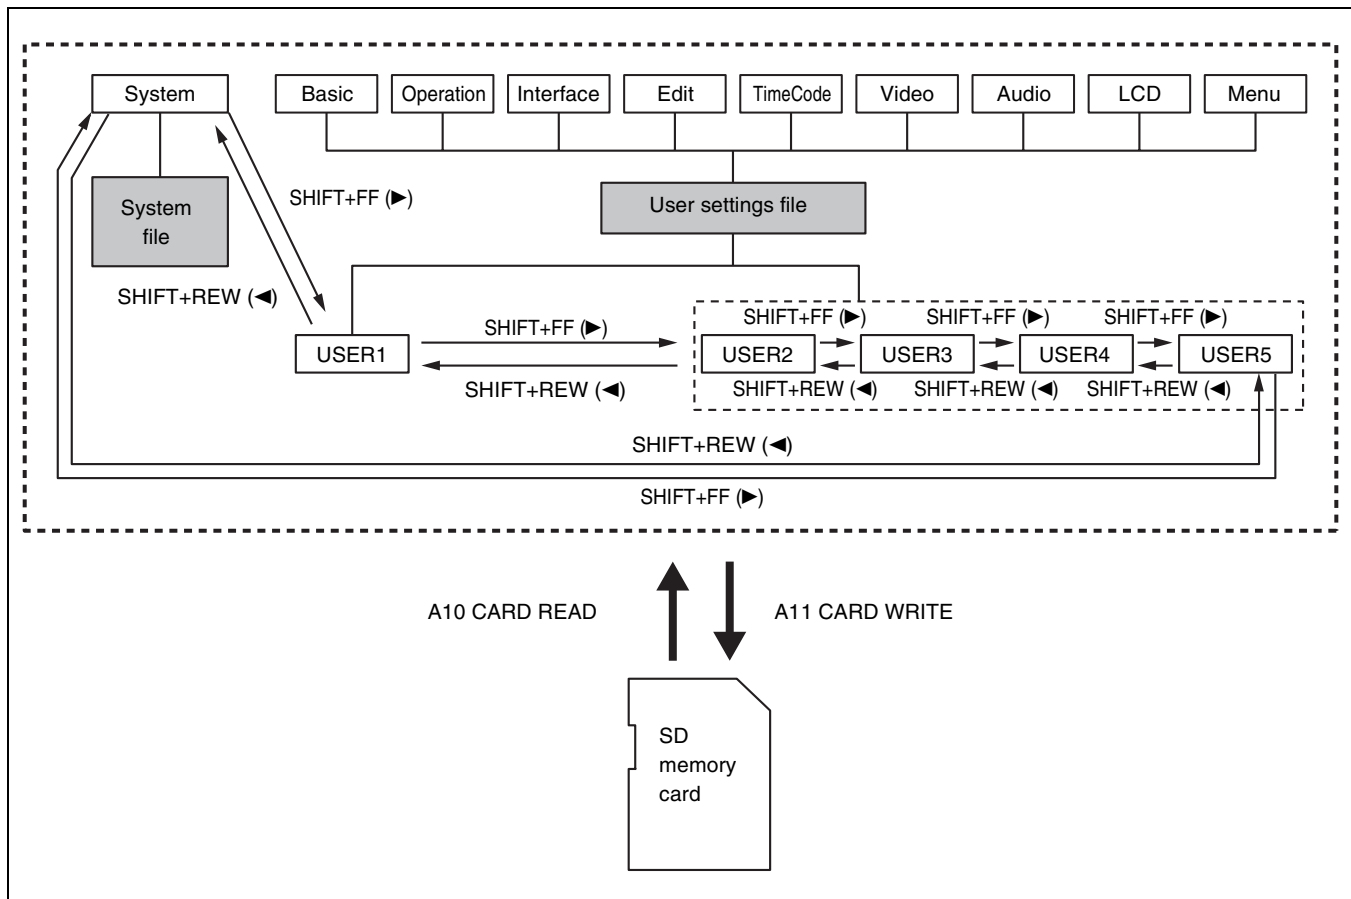 System
Basic
Operation
Interface
Edit
TimeCode
Video
Audio
LCD
Menu
SHIFT+FF (▶)
System
file
User settings file
SHIFT+REW (◀)
SHIFT+FF (▶)
SHIFT+FF (▶)
SHIFT+FF (▶)
SHIFT+FF (▶)
USER1
USER2
USER3
USER4
USER5
SHIFT+REW (◀)
SHIFT+REW (◀)
SHIFT+REW (◀)
SHIFT+REW (◀)
SHIFT+REW (◀)
SHIFT+FF (▶)
A10 CARD READ
A11 CARD WRITE
SD
memory
card